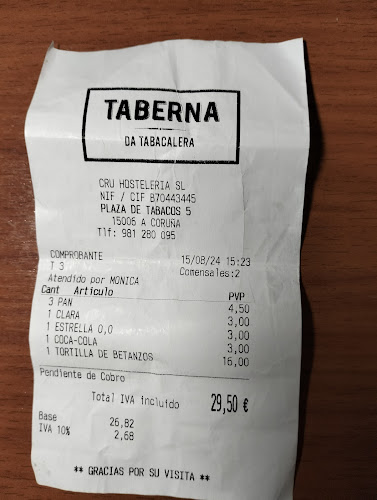 TABERNA
DA TABACALERA
CRU HOSTELERIA SL
NIF / CIF B70443445
PLAZA DE TABACOS 5
15006 A CORUÑA
Tlf: 981 280 095
COMPROBANTE 15/08/24 15:23
T 3 Comensales:2
Atendido por MONICA
Cant Artículo PVP
3 PAN 4,50
1 CLARA 3,00
1 ESTRELLA 0,0 3,00
1 COCA-COLA 3,00
1 TORTILLA DE BETANZOS 16,00
Pendiente de Cobro
Total IVA incluido 29,50 €
Base 26,82
IVA 10% 2,68
** GRACIAS POR SU VISITA **